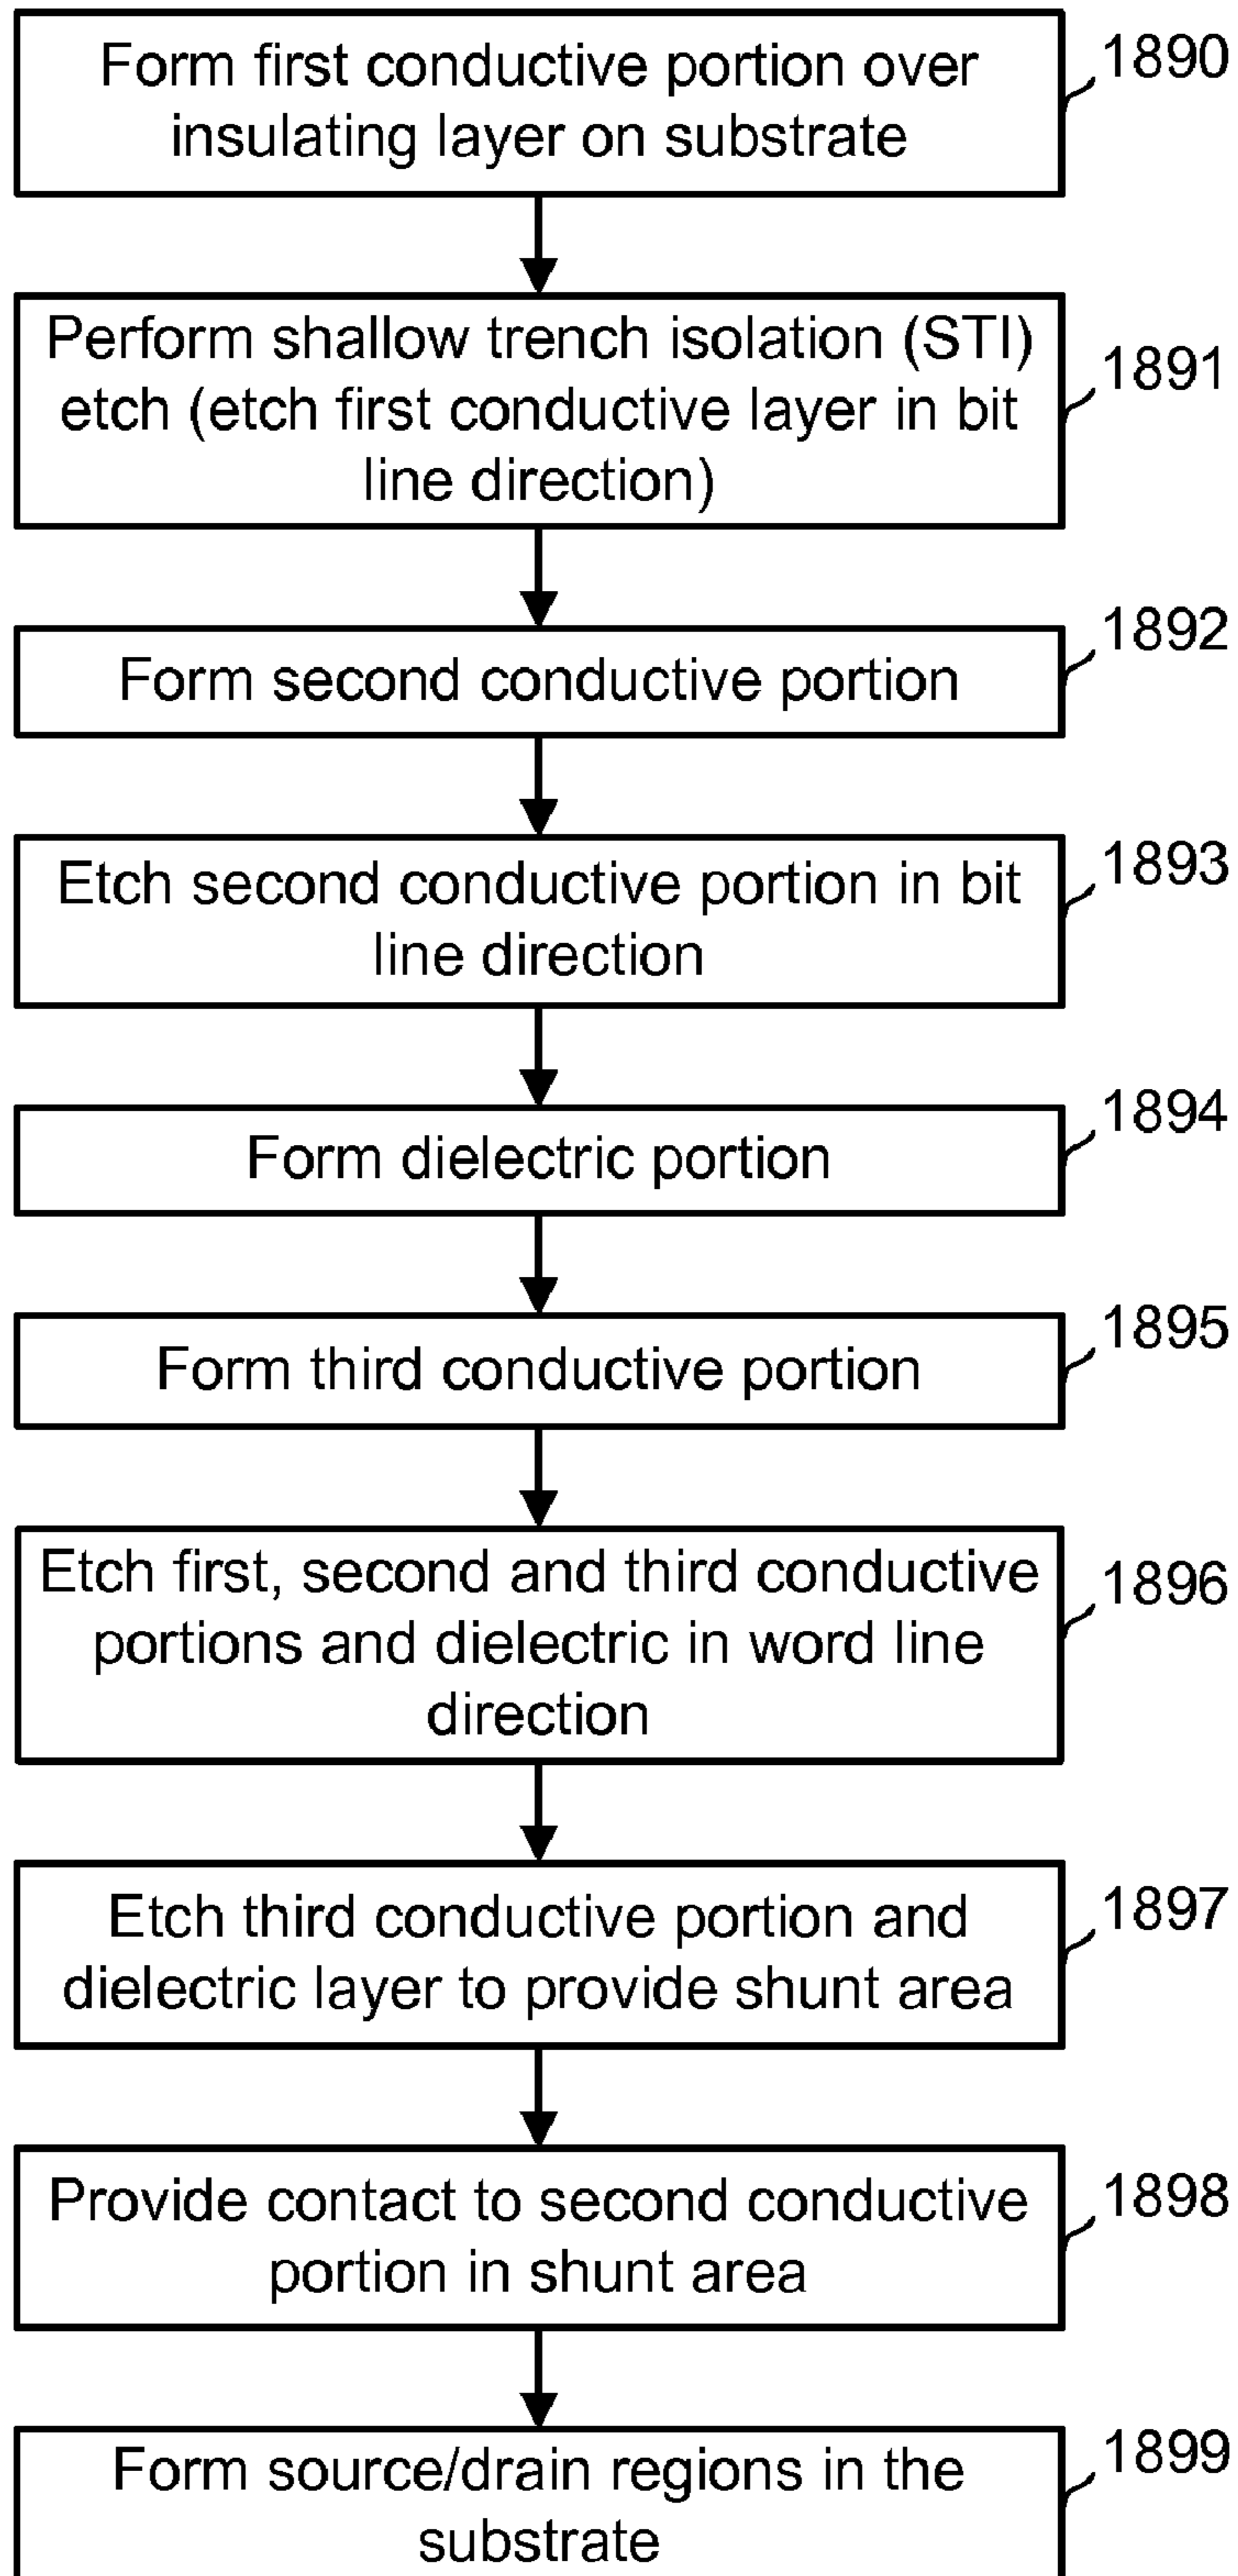 Form first conductive portion over
insulating layer on substrate
1890
Perform shallow trench isolation (STI)
etch (etch first conductive layer in bit
line direction)
1891
Form second conductive portion
1892
Etch second conductive portion in bit
line direction
1893
Form dielectric portion
1894
Form third conductive portion
1895
Etch first, second and third conductive
portions and dielectric in word line
direction
1896
Etch third conductive portion and
dielectric layer to provide shunt area
1897
Provide contact to second conductive
portion in shunt area
1898
Form source/drain regions in the
substrate
1899